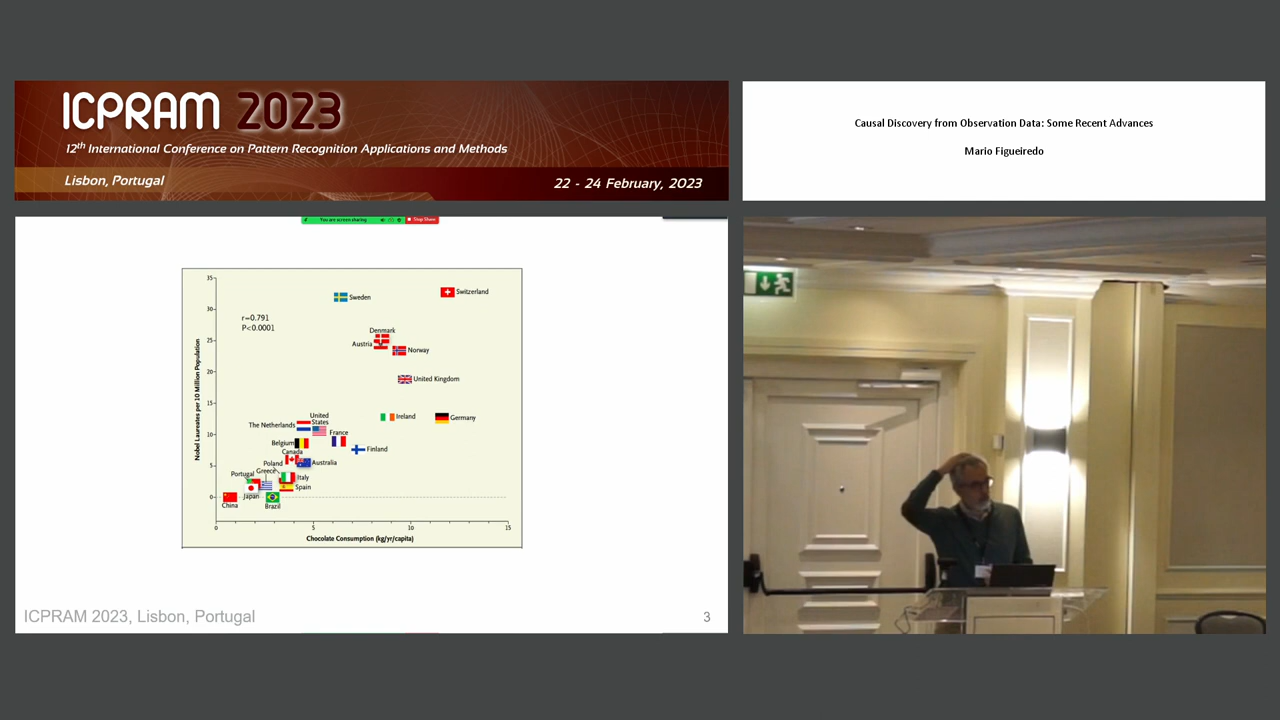 ICPRAM 2023
12th International Conference on Pattern Recognition Applications and Methods
Lisbon, Portugal
22 - 24 February, 2023
Causal Discovery from Observation Data: Some Recent Advances
Mario Figueiredo
You are screen sharing
Stop Share
35
30
25
20
15
10
5
0
Nobel Laureates per 10 Million Population
r=0.791
P<0.0001
Sweden
Switzerland
Denmark
Austria
Norway
United Kingdom
Ireland
Germany
United
States
The Netherlands
France
Belgium
Finland
Canada
Poland
Australia
Greece
Portugal
Italy
Japan
Spain
China
Brazil
0
5
10
15
Chocolate Consumption (kg/yr/capita)
ICPRAM 2023, Lisbon, Portugal
3